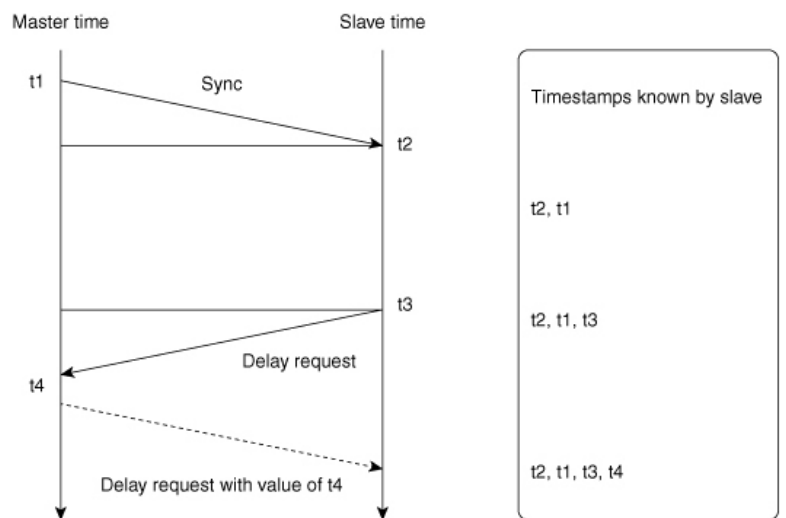 Master time
Slave time
t1
Sync
Timestamps known by slave
t2
t2, t1
t3
t2, t1, t3
Delay request
t4
t2, t1, t3, t4
Delay request with value of t4